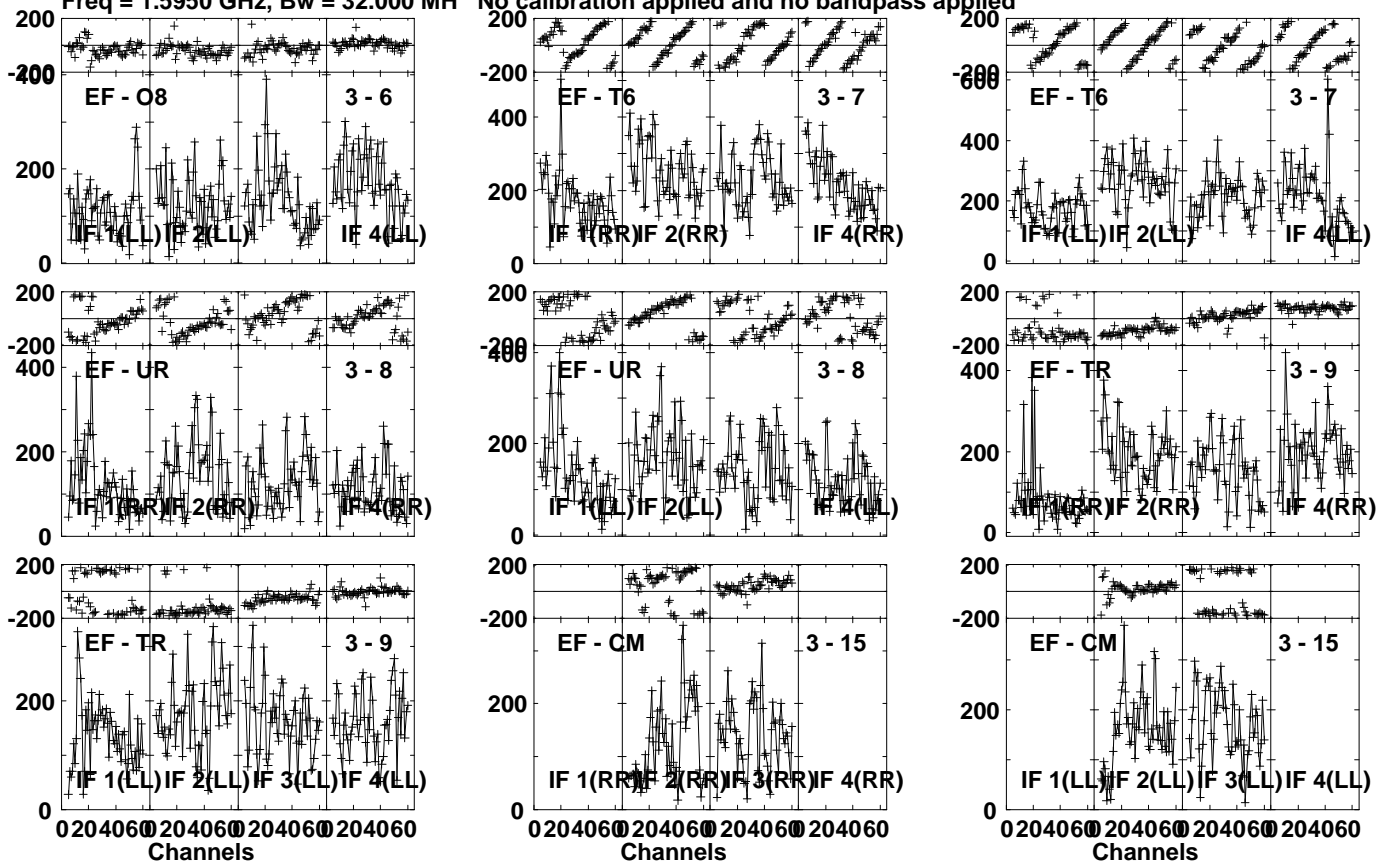 Freq = 1.5950 GHz, Bw = 32.000 MH No calibration applied and no bandpass applied
200
-200
400
200
0
EF - O8
3 - 6
IF 1(LL)
IF 2(LL)
IF 4(LL)
200
-200
400
200
0
EF - T6
3 - 7
IF 1(RR)
IF 2(RR)
IF 4(RR)
200
-200
600
400
200
0
EF - T6
3 - 7
IF 1(LL)
IF 2(LL)
IF 4(LL)
200
-200
400
200
0
EF - UR
3 - 8
IF 1(RR)
IF 2(RR)
IF 4(RR)
200
-200
400
200
0
EF - UR
3 - 8
IF 1(LL)
IF 2(LL)
IF 4(LL)
200
-200
400
200
0
EF - TR
3 - 9
IF 1(RR)
IF 2(RR)
IF 4(RR)
200
-200
200
0
EF - TR
3 - 9
IF 1(LL)
IF 2(LL)
IF 3(LL)
IF 4(LL)
0 20 40 60 0 20 40 60 0 20 40 60 0 20 40 60
Channels
200
-200
200
0
EF - CM
3 - 15
IF 1(RR)
IF 2(RR)
IF 3(RR)
IF 4(RR)
0 20 40 60 0 20 40 60 0 20 40 60 0 20 40 60
Channels
200
-200
200
0
EF - CM
3 - 15
IF 1(LL)
IF 2(LL)
IF 3(LL)
IF 4(LL)
0 20 40 60 0 20 40 60 0 20 40 60 0 20 40 60
Channels